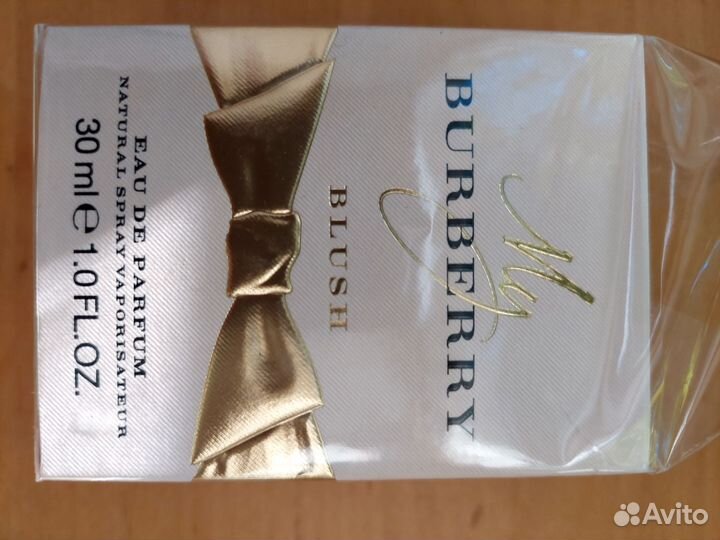 My
BURBERRY
BLUSH
EAU DE PARFUM
NATURAL SPRAY VAPORISATEUR
30 ml e 1.0 FL.OZ.
Avito